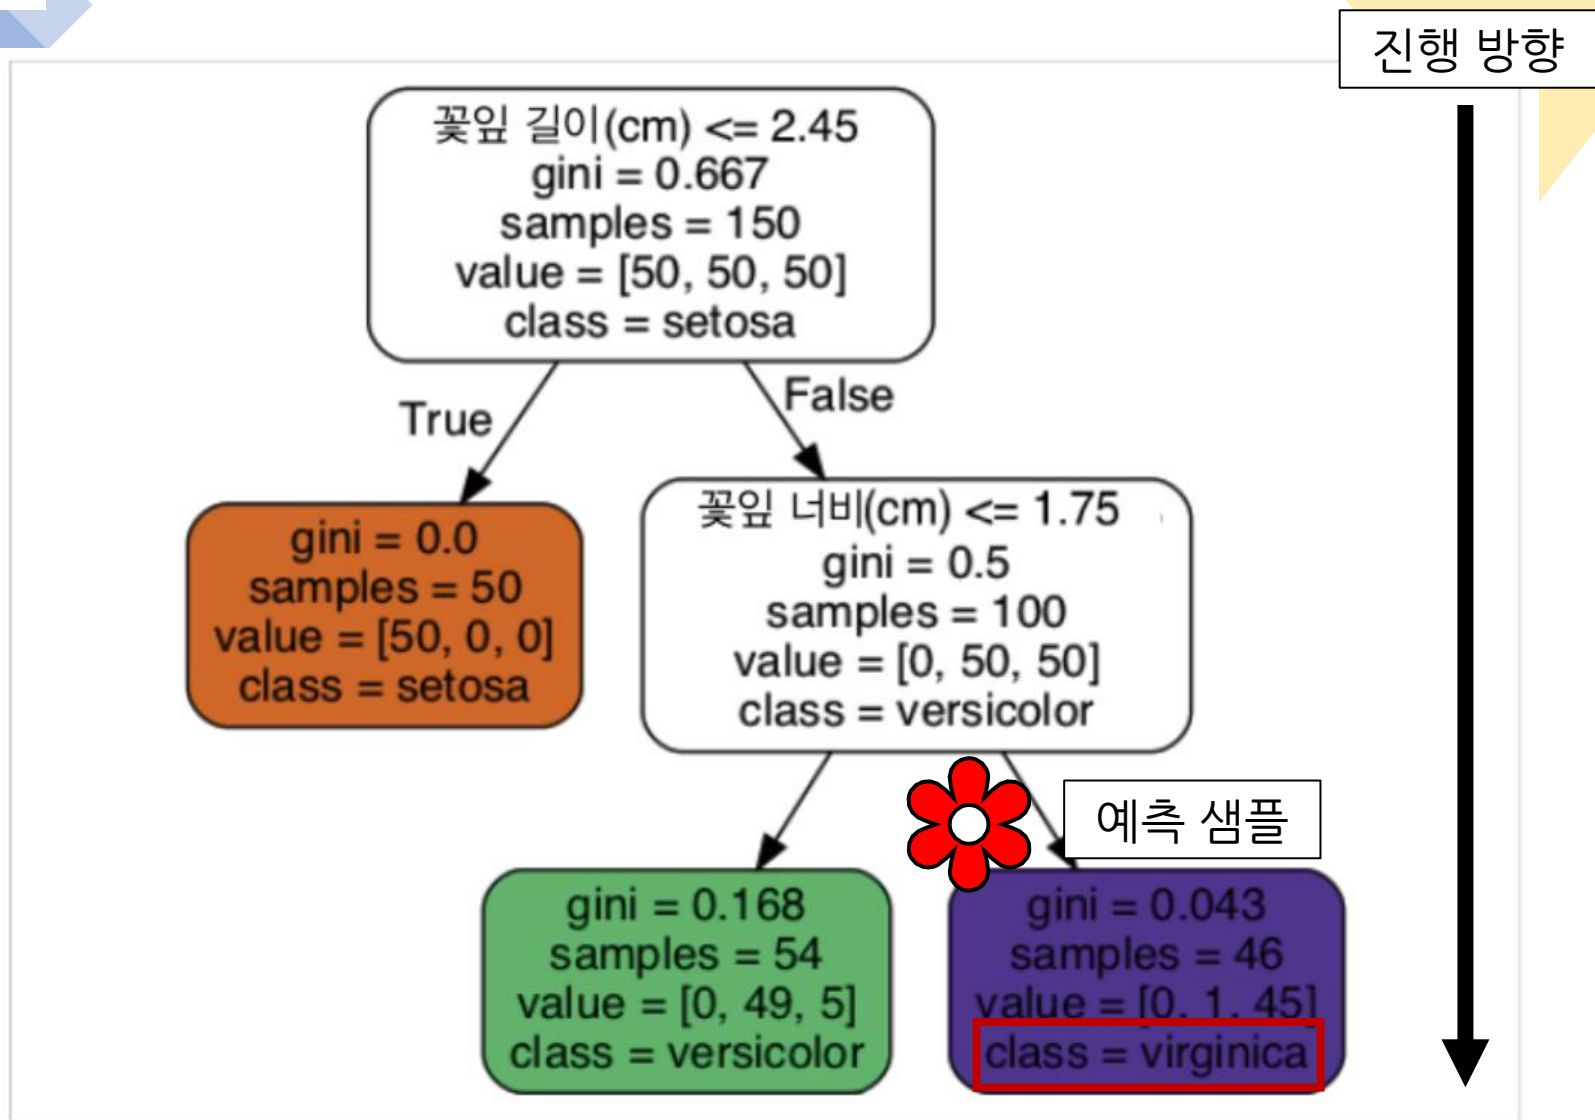 진행 방향
꽃잎 길이(cm) <= 2.45
gini = 0.667
samples = 150
value = [50, 50, 50]
class = setosa
True
False
gini = 0.0
samples = 50
value = [50, 0, 0]
class = setosa
꽃잎 너비(cm) <= 1.75
gini = 0.5
samples = 100
value = [0, 50, 50]
class = versicolor
예측 샘플
gini = 0.168
samples = 54
value = [0, 49, 5]
class = versicolor
gini = 0.043
samples = 46
value = [0, 1, 45]
class = virginica